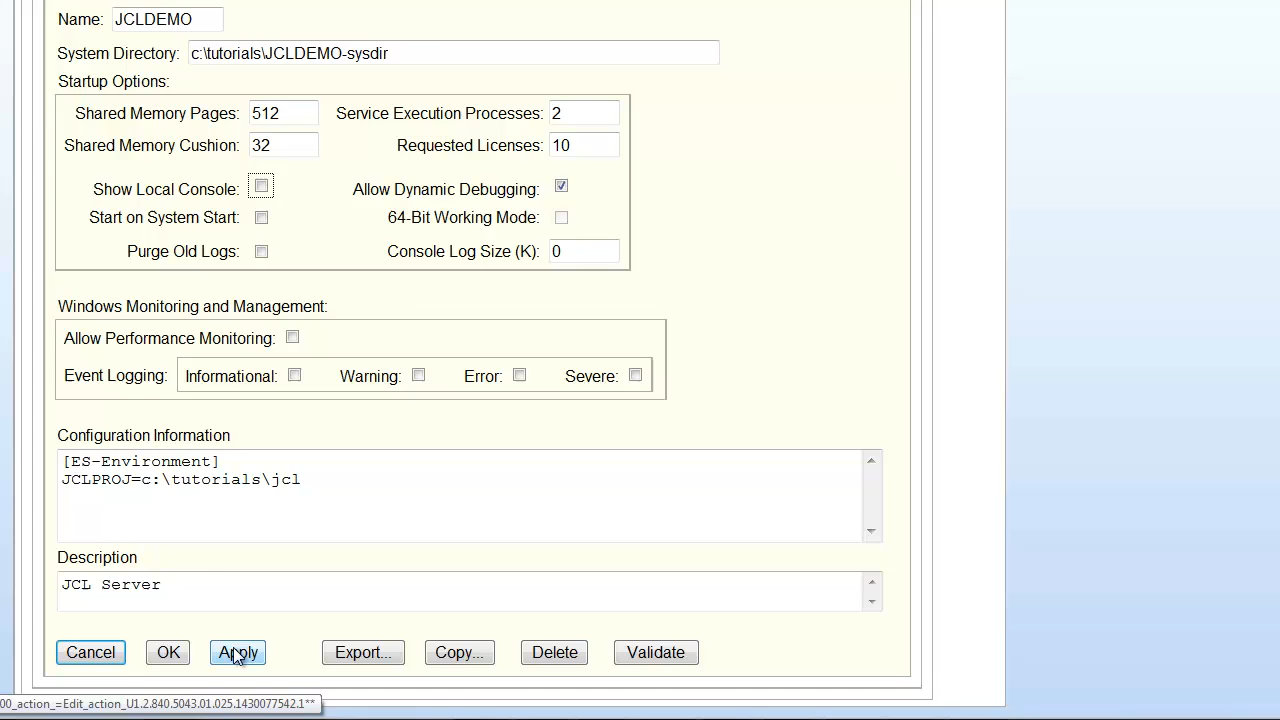 Name: JCLDEMO
System Directory: c:\tutorials\JCLDEMO-sysdir
Startup Options:
Shared Memory Pages: 512 Service Execution Processes: 2
Shared Memory Cushion: 32 Requested Licenses: 10
Show Local Console: Allow Dynamic Debugging:
Start on System Start: 64-Bit Working Mode:
Purge Old Logs: Console Log Size (K): 0
Windows Monitoring and Management:
Allow Performance Monitoring:
Event Logging: Informational: Warning: Error: Severe:
Configuration Information
[ES-Environment]
JCLPROJ=c:\tutorials\jcl
Description
JCL Server
Cancel OK Apply Export... Copy... Delete Validate
00_action_=Edit_action_U1.2.840.5043.01.025.1430077542.1**